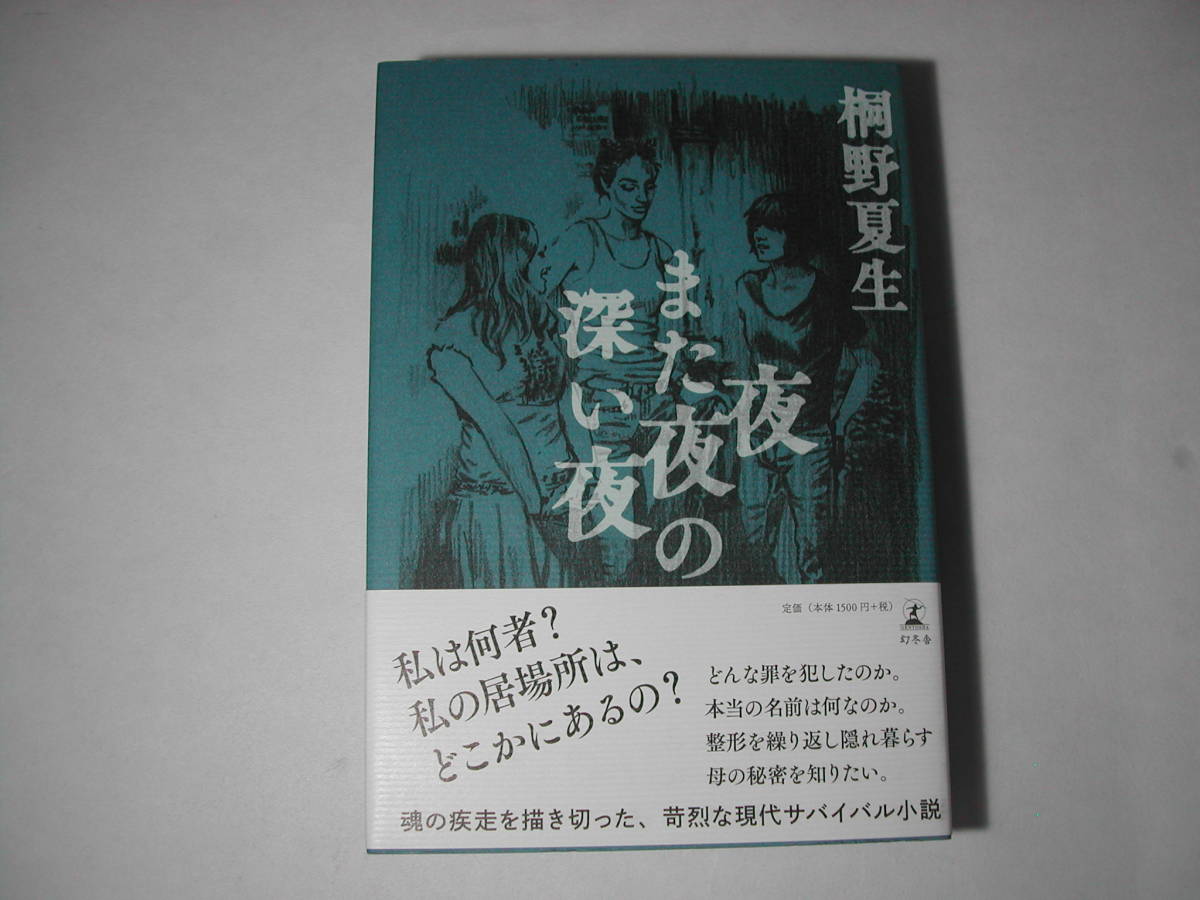 桐野夏生
夜
また夜の
深い夜
定価（本体1500円+税）
GENTOSHA
幻冬舎
私は何者？
私の居場所は、
どこかにあるの？
どんな罪を犯したのか。
本当の名前は何なのか。
整形を繰り返し隠れ暮らす
母の秘密を知りたい。
魂の疾走を描き切った、苛烈な現代サバイバル小説